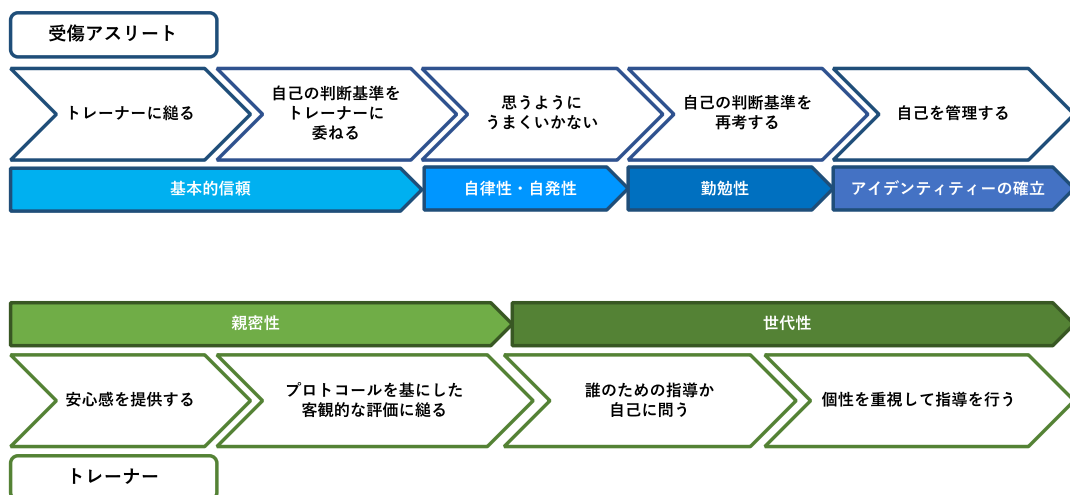 受傷アスリート
トレーナーに縋る
自己の判断基準を
トレーナーに
委ねる
思うように
うまくいかない
自己の判断基準を
再考する
自己を管理する
基本的信頼
自律性・自発性
勤勉性
アイデンティティーの確立
親密性
世代性
安心感を提供する
プロトコールを基にした
客観的な評価に縋る
誰のための指導か
自己に問う
個性を重視して指導を行う
トレーナー